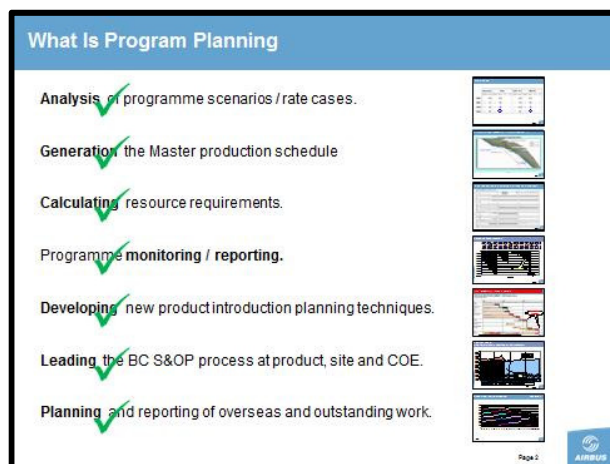 What Is Program Planning
Analysis of programme scenarios / rate cases.
Generation the Master production schedule
Calculating resource requirements.
Programme monitoring / reporting.
Developing new product introduction planning techniques.
Leading the BC S&OP process at product, site and COE.
Planning and reporting of overseas and outstanding work.
Page 2
AIRBUS